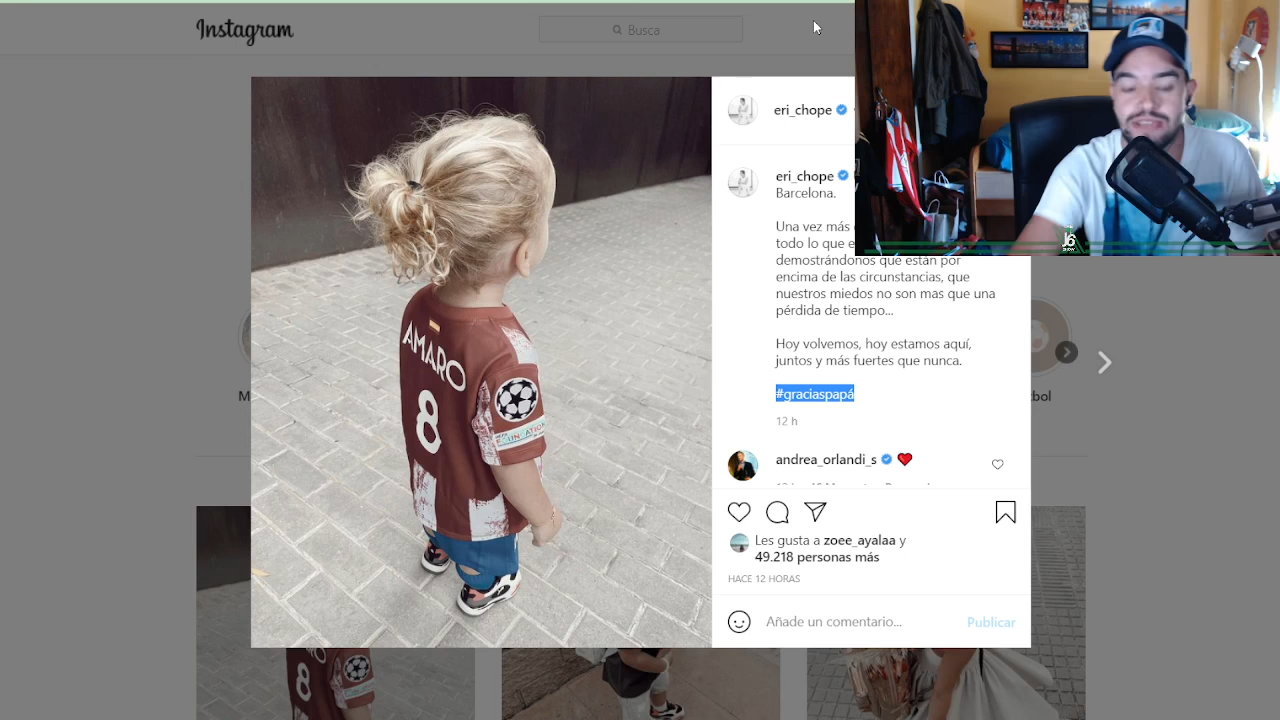 Instagram
Busca
eri_chope
eri_chope
Barcelona.
Una vez más
todo lo que e
demostrándonos que están por
encima de las circunstancias, que
nuestros miedos no son mas que una
pérdida de tiempo...
Hoy volvemos, hoy estamos aquí,
juntos y más fuertes que nunca.
#graciaspapá
12 h
andrea_orlandi_s
Les gusta a zoee_ayalaa y
49.218 personas más
HACE 12 HORAS
Añade un comentario...
Publicar
AMARO
8
FOUNDATION
M
tbol
8
J6